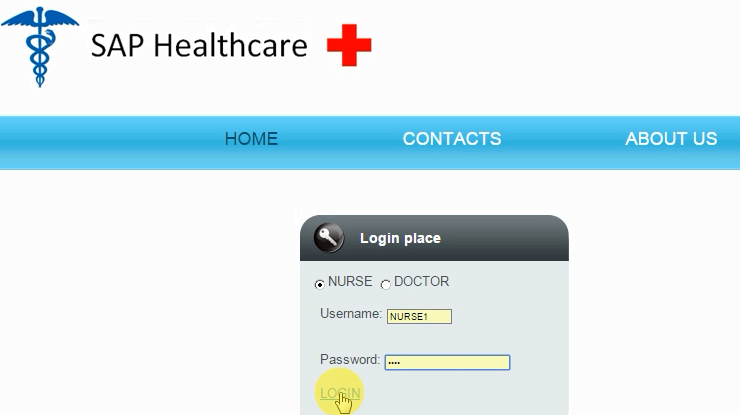 SAP Healthcare
HOME CONTACTS ABOUT US
Login place
NURSE DOCTOR
Username: NURSE1
Password: ••••
LOGIN